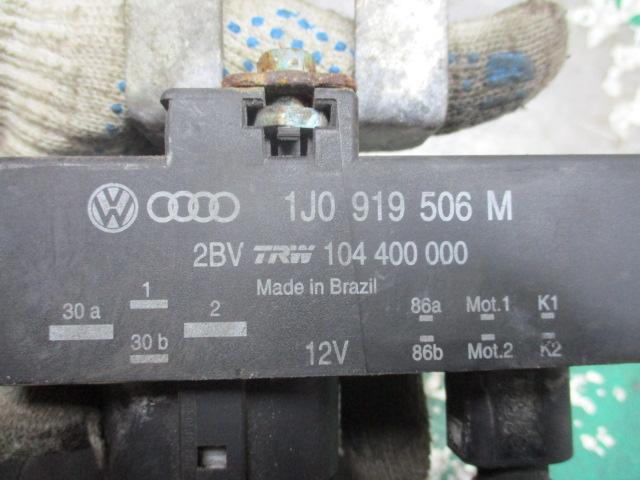 1J0 919 506 M
2BV TRW 104 400 000
Made in Brazil
30 a 1 2 86a Mot.1 K1
30 b 12V 86b Mot.2 K2